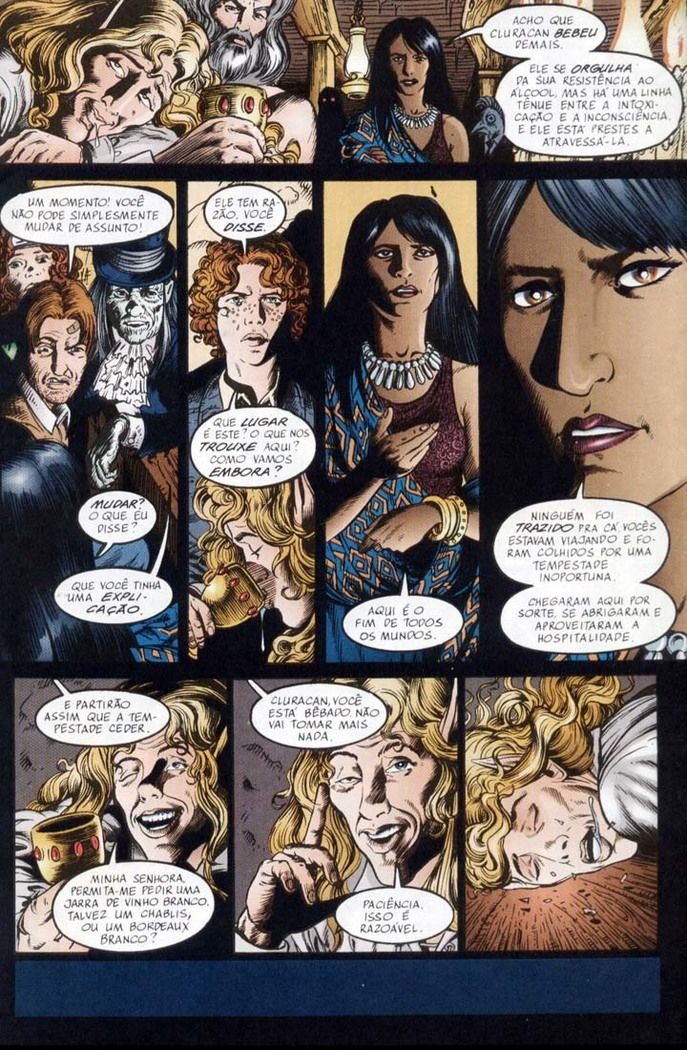 ACHO QUE
CLURACAN BEBEU
DEMAIS.
ELE SE ORGULHA
DA SUA RESISTÊNCIA AO
ÁLCOOL, MAS HÁ UMA LINHA
TÊNUE ENTRE A INTOXI-
CAÇÃO E A INCONSCIÊNCIA,
E ELE ESTÁ PRESTES A
ATRAVESSÁ-LA.
UM MOMENTO! VOCÊ
NÃO PODE SIMPLESMENTE
MUDAR DE ASSUNTO!
MUDAR?
O QUE EU
DISSE?
QUE VOCÊ TINHA
UMA EXPLI-
CAÇÃO.
ELE TEM RA-
ZÃO. VOCÊ
DISSE.
QUE LUGAR
É ESTE? O QUE NOS
TROUXE AQUI?
COMO VAMOS
EMBORA?
AQUI É O
FIM DE TODOS
OS MUNDOS.
NINGUÉM FOI
TRAZIDO PRA CÁ. VOCÊS
ESTAVAM VIAJANDO E FO-
RAM COLHIDOS POR UMA
TEMPESTADE
INOPORTUNA.
CHEGARAM AQUI POR
SORTE, SE ABRIGARAM E
APROVEITARAM A
HOSPITALIDADE.
E PARTIRÃO
ASSIM QUE A TEM-
PESTADE CEDER.
MINHA SENHORA,
PERMITA-ME PEDIR UMA
JARRA DE VINHO BRANCO.
TALVEZ UM CHABLIS,
OU UM BORDEAUX
BRANCO?
CLURACAN, VOCÊ
ESTÁ BÊBADO. NÃO
VAI TOMAR MAIS
NADA.
PACIÊNCIA.
ISSO É
RAZOÁVEL.